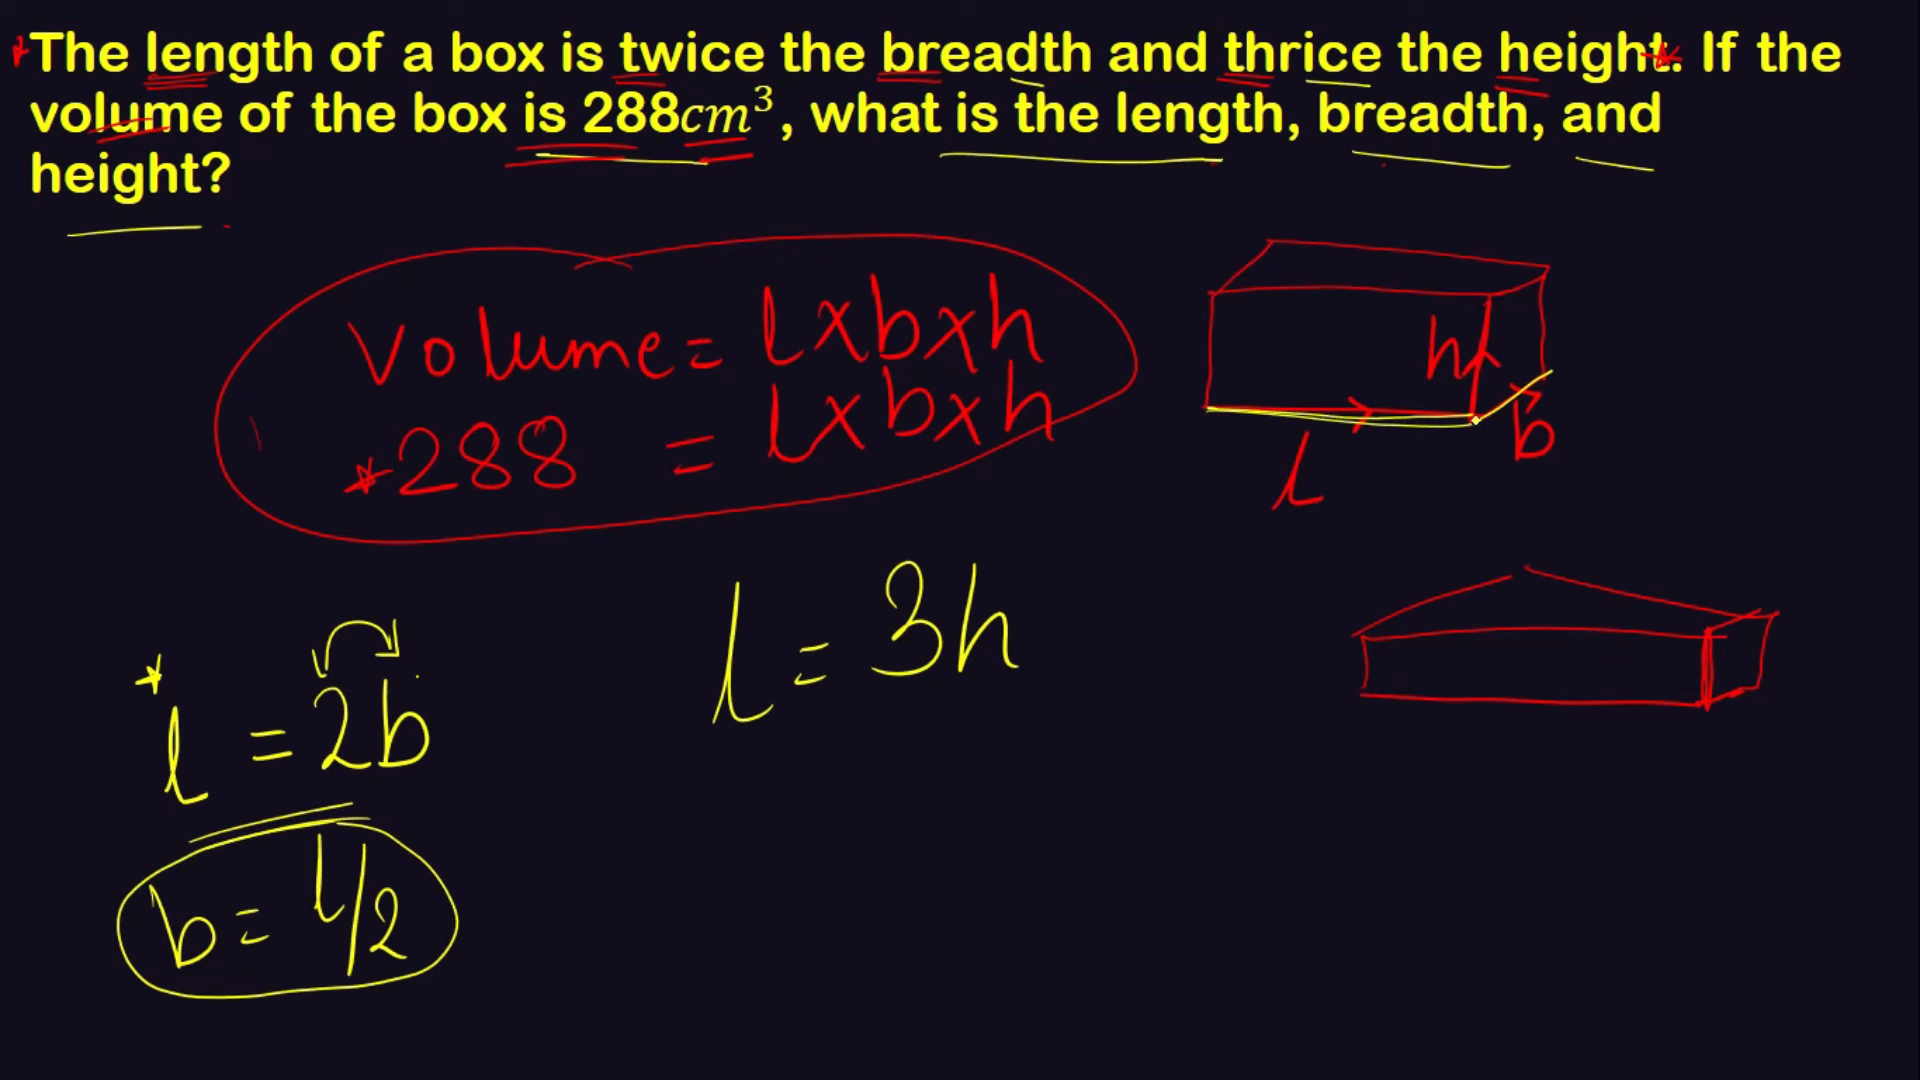 The length of a box is twice the breadth and thrice the height. If the
volume of the box is 288cm³, what is the length, breadth, and
height?
Volume = l x b x h
*288 = l x b x h
h
b
l
* l = 2b
l = 3h
b = l/2